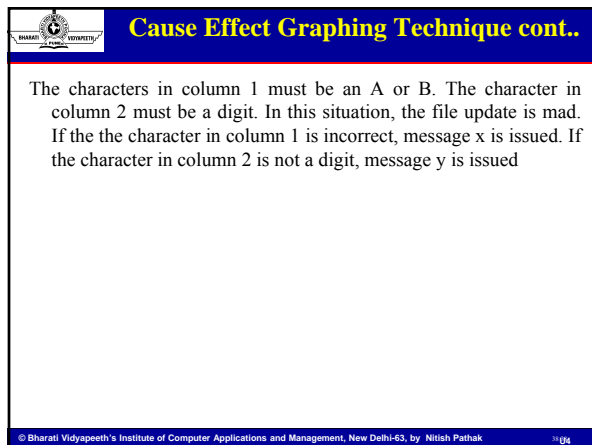 BHARATI
VIDYAPEETH
PUNE
Cause Effect Graphing Technique cont..
The characters in column 1 must be an A or B. The character in
column 2 must be a digit. In this situation, the file update is mad.
If the the character in column 1 is incorrect, message x is issued. If
the character in column 2 is not a digit, message y is issued
© Bharati Vidyapeeth's Institute of Computer Applications and Management, New Delhi-63, by Nitish Pathak